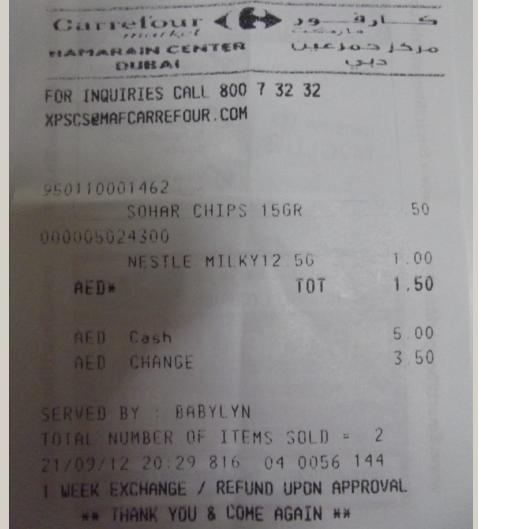 Carrefour كارفور
market ماركت
HAMARAIN CENTER مركز حمرعين
DUBAI دبي
FOR INQUIRIES CALL 800 7 32 32
XPSCS@MAFCARREFOUR.COM
950110001462
SOHAR CHIPS 15GR .50
000005024300
NESTLE MILKY12.5G 1.00
AED* TOT 1.50
AED Cash 5.00
AED CHANGE 3.50
SERVED BY : BABYLYN
TOTAL NUMBER OF ITEMS SOLD = 2
21/09/12 20:29 816 04 0056 144
1 WEEK EXCHANGE / REFUND UPON APPROVAL
** THANK YOU & COME AGAIN **